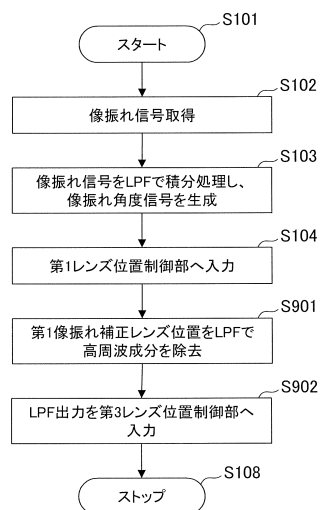 S101
スタート
S102
像振れ信号取得
S103
像振れ信号をLPFで積分処理し、
像振れ角度信号を生成
S104
第1レンズ位置制御部へ入力
S901
第1像振れ補正レンズ位置をLPFで
高周波成分を除去
S902
LPF出力を第3レンズ位置制御部へ
入力
S108
ストップ